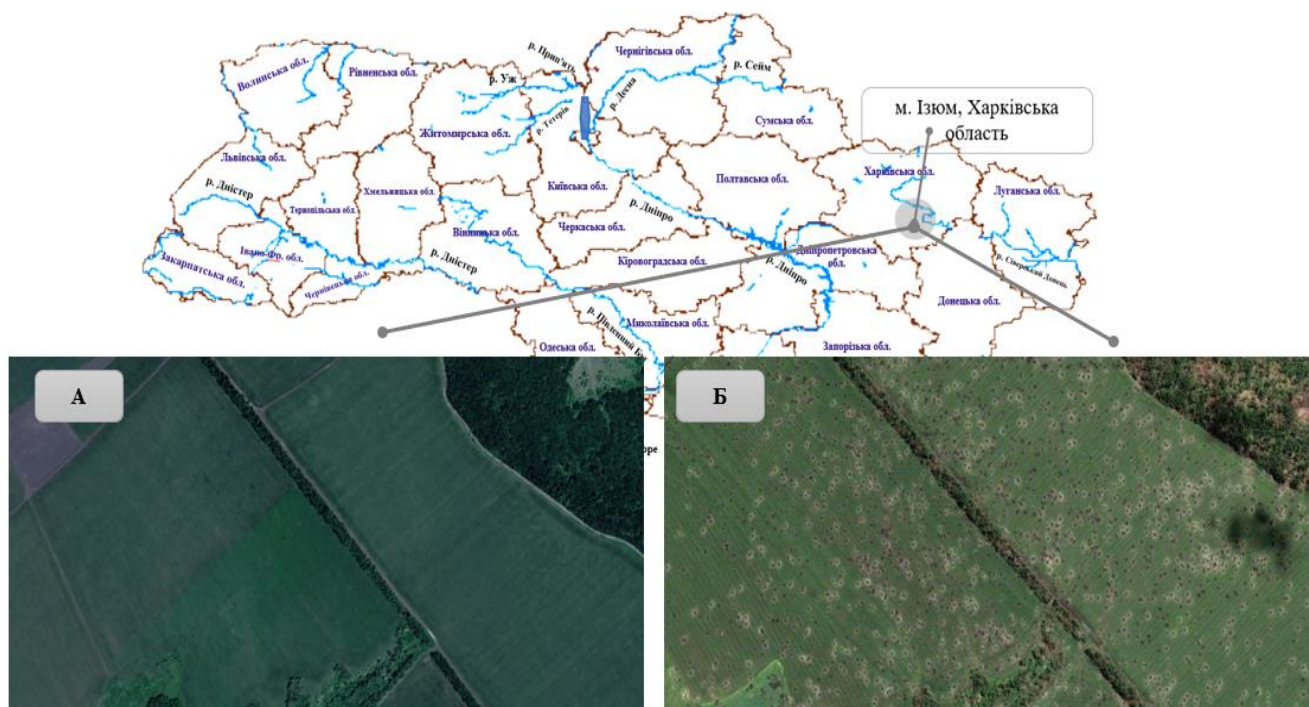 Чернігівська обл.
р. Прип'ять
Волинська обл.
Рівненська обл.
р. Уж
р. Сейм
р. Десна
м. Ізюм, Харківська
область
р. Тетерів
Житомирська обл.
Сумська обл.
Львівська обл.
Харківська обл.
Полтавська обл.
Київська обл.
Луганська обл.
р. Дністер
Хмельницька обл.
Тернопільська обл.
р. Дніпро
Черкаська обл.
Вінницька обл.
Івано-Фр. обл.
Дніпропетровська
обл.
Закарпатська обл.
Кіровоградська обл.
р. Дністер
р. Дніпро
р. Сіверський Донець
Чернівецька обл.
Донецька обл.
р. Південний Буг
Миколаївська обл.
Одеська обл.
Запорізька обл.
А
Б
оре